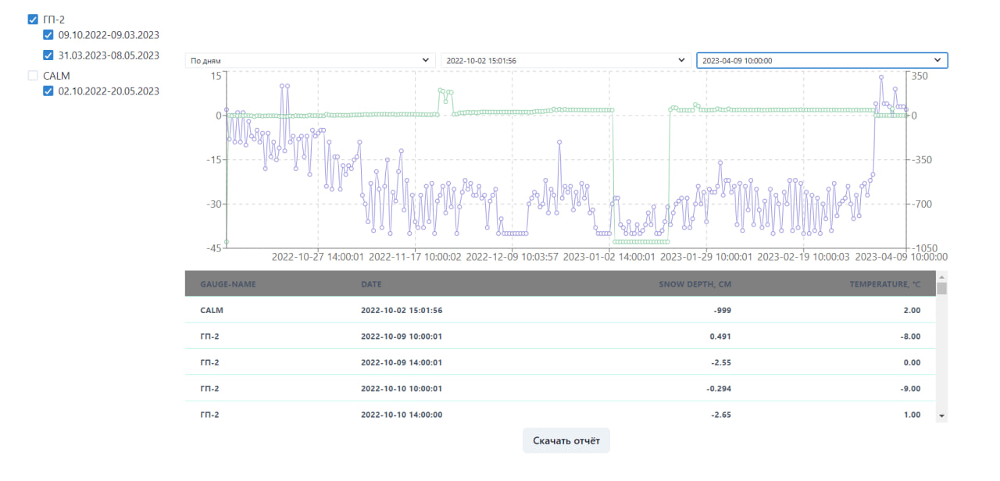 ГП-2
09.10.2022-09.03.2023
31.03.2023-08.05.2023
CALM
02.10.2022-20.05.2023
По дням
2022-10-02 15:01:56
2023-04-09 10:00:00
15
0
-15
-30
-45
350
0
-350
-700
-1050
2022-10-27 14:00:01 2022-11-17 10:00:02 2022-12-09 10:03:57 2023-01-02 14:00:01 2023-01-29 10:00:01 2023-02-19 10:00:03 2023-04-09 10:00:00
GAUGE-NAME DATE SNOW DEPTH, CM TEMPERATURE, °C
CALM 2022-10-02 15:01:56 -999 2.00
ГП-2 2022-10-09 10:00:01 0.491 -8.00
ГП-2 2022-10-09 14:00:01 -2.55 0.00
ГП-2 2022-10-10 10:00:01 -0.294 -9.00
ГП-2 2022-10-10 14:00:00 -2.65 1.00
Скачать отчёт